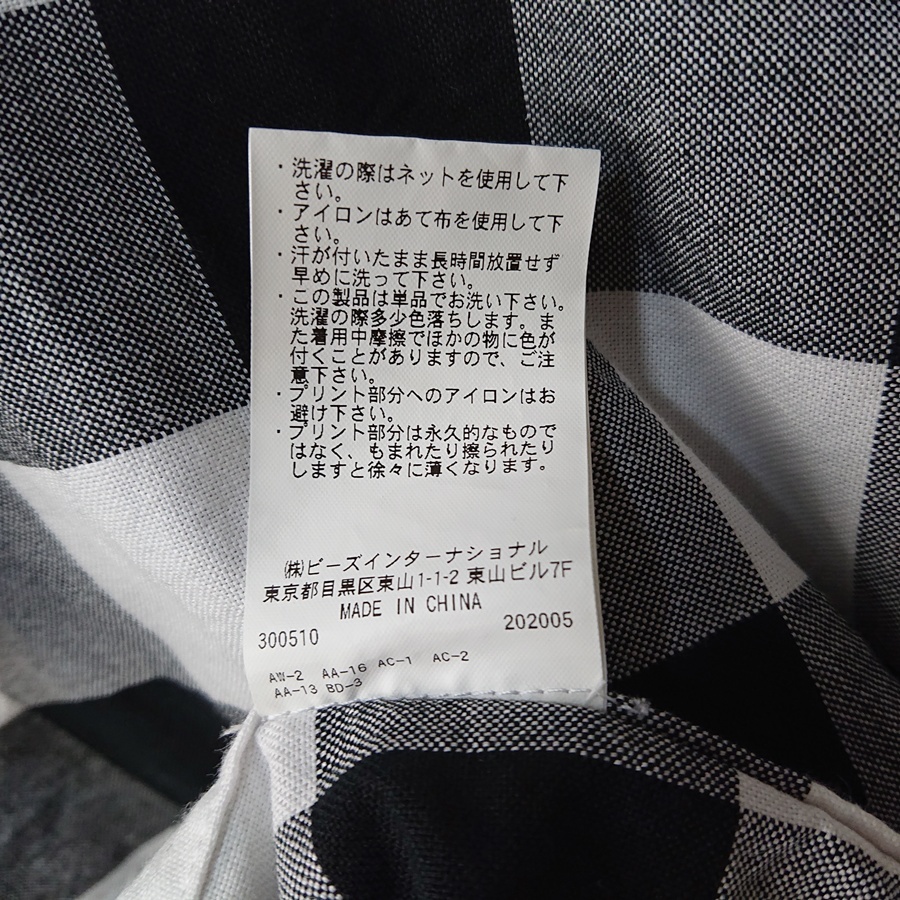 ・洗濯の際はネットを使用して下
さい。
・アイロンはあて布を使用して下
さい。
・汗が付いたまま長時間放置せず
早めに洗って下さい。
・この製品は単品でお洗い下さい。
洗濯の際多少色落ちします。ま
た着用中摩擦でほかの物に色が
付くことがありますので、ご注
意下さい。
・プリント部分へのアイロンはお
避け下さい。
・プリント部分は永久的なもので
はなく、もまれたり擦られたり
しますと徐々に薄くなります。
㈱ビーズインターナショナル
東京都目黒区東山1-1-2 東山ビル7F
MADE IN CHINA
300510 202005
AW-2 AA-16 AC-1 AC-2
AA-13 BD-3